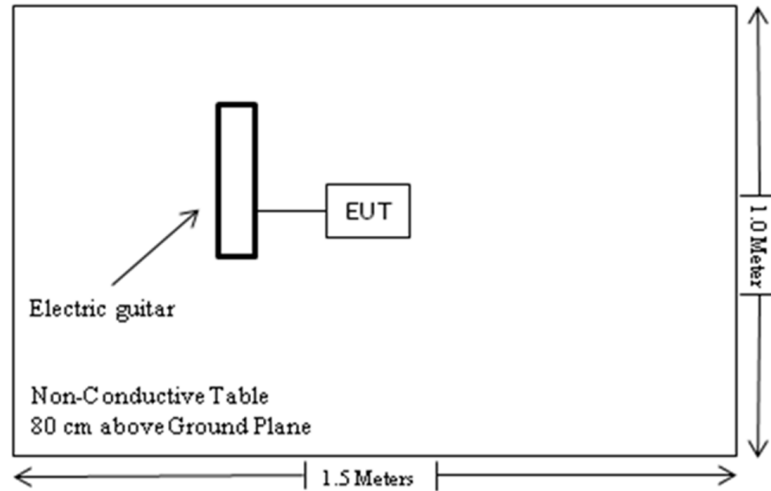 EUT
1.0 Meter
Electric guitar
Non-Conductive Table
80 cm above Ground Plane
1.5 Meters